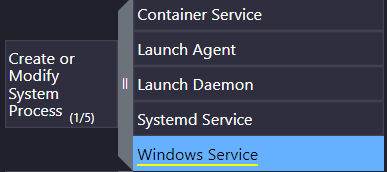 Create or
Modify
System
Process (1/5)
Container Service
Launch Agent
Launch Daemon
Systemd Service
Windows Service